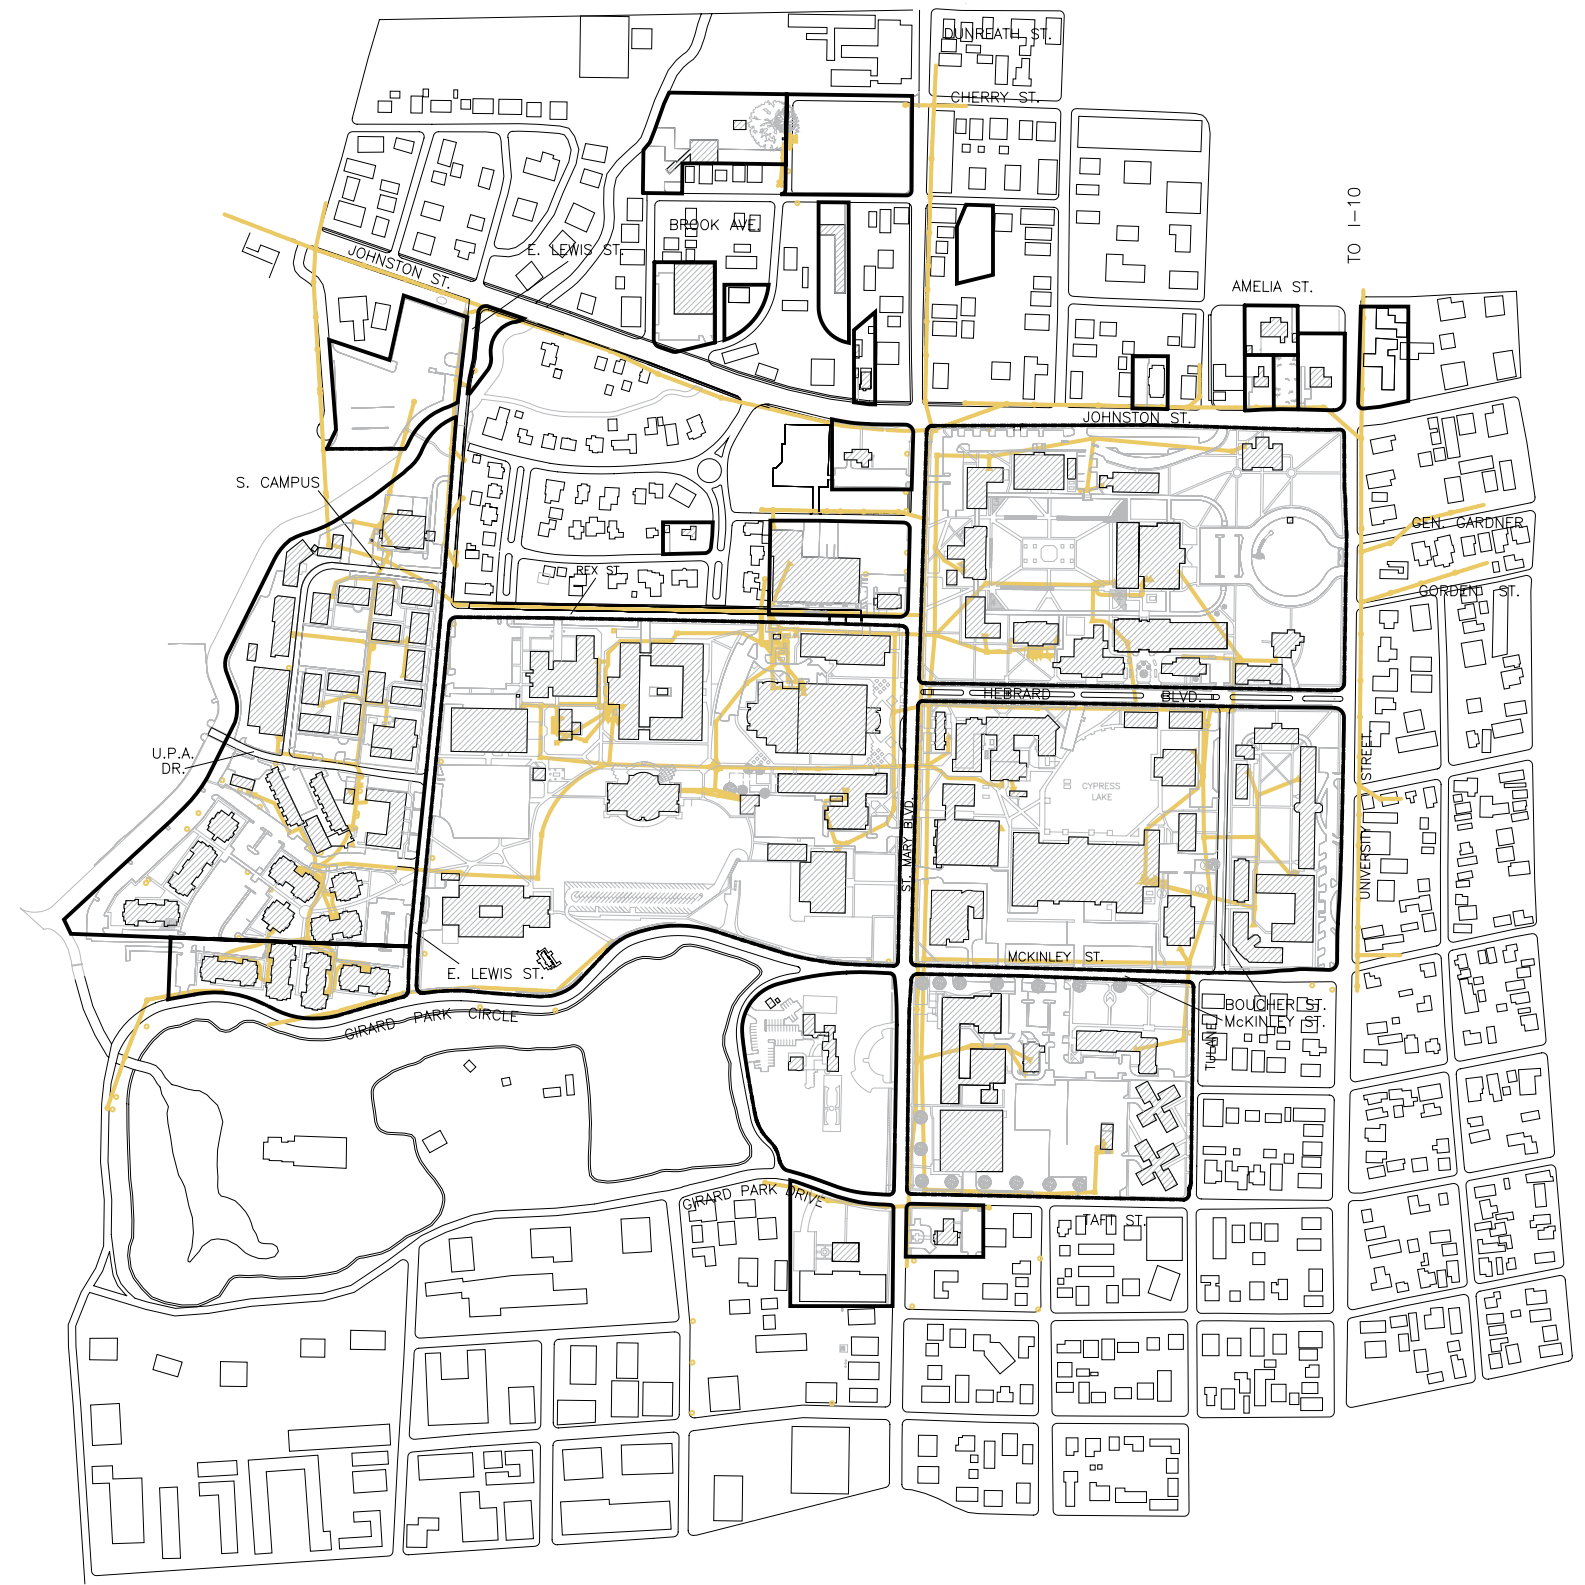 DUNREATH ST.
CHERRY ST.
TO I-10
BROOK AVE.
E. LEWIS ST.
JOHNSTON ST.
AMELIA ST.
JOHNSTON ST.
S. CAMPUS
GEN. GARDNER
REX ST
GORDEN ST.
HEBRARD BLVD.
U.P.A.
DR.
UNIVERSITY STREET
CYPRESS
LAKE
ST. MARY BLVD.
MCKINLEY ST.
E. LEWIS ST.
BOUCHER ST.
McKINLEY ST.
GIRARD PARK CIRCLE
TULANE
GIRARD PARK DRIVE
TAFT ST.